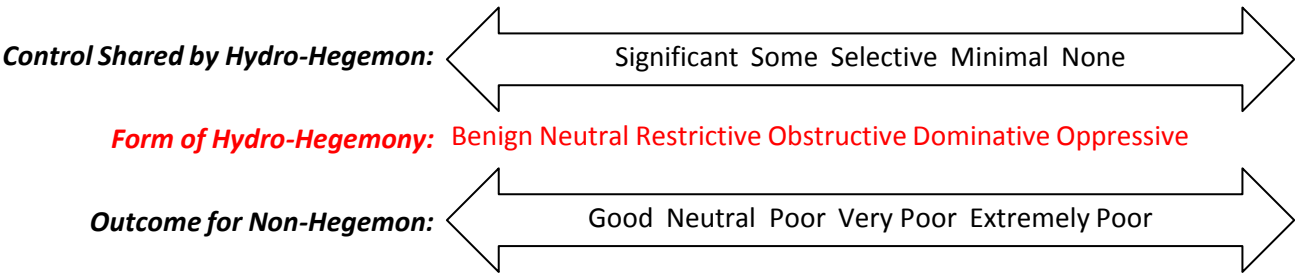 Control Shared by Hydro-Hegemon: Significant Some Selective Minimal None
Form of Hydro-Hegemony: Benign Neutral Restrictive Obstructive Dominative Oppressive
Outcome for Non-Hegemon: Good Neutral Poor Very Poor Extremely Poor